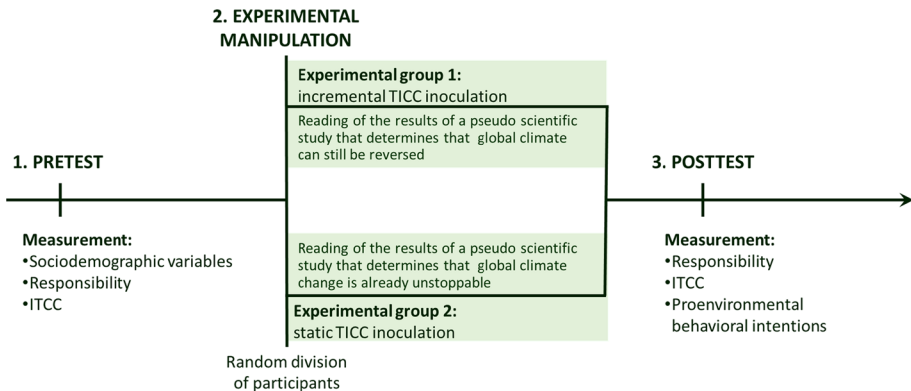 2. EXPERIMENTAL
MANIPULATION
Experimental group 1:
incremental TICC inoculation
Reading of the results of a pseudo scientific
study that determines that global climate
can still be reversed
1. PRETEST
3. POSTTEST
Measurement:
•Sociodemographic variables
•Responsibility
•ITCC
Reading of the results of a pseudo scientific
study that determines that global climate
change is already unstoppable
Experimental group 2:
static TICC inoculation
Measurement:
•Responsibility
•ITCC
•Proenvironmental
behavioral intentions
Random division
of participants